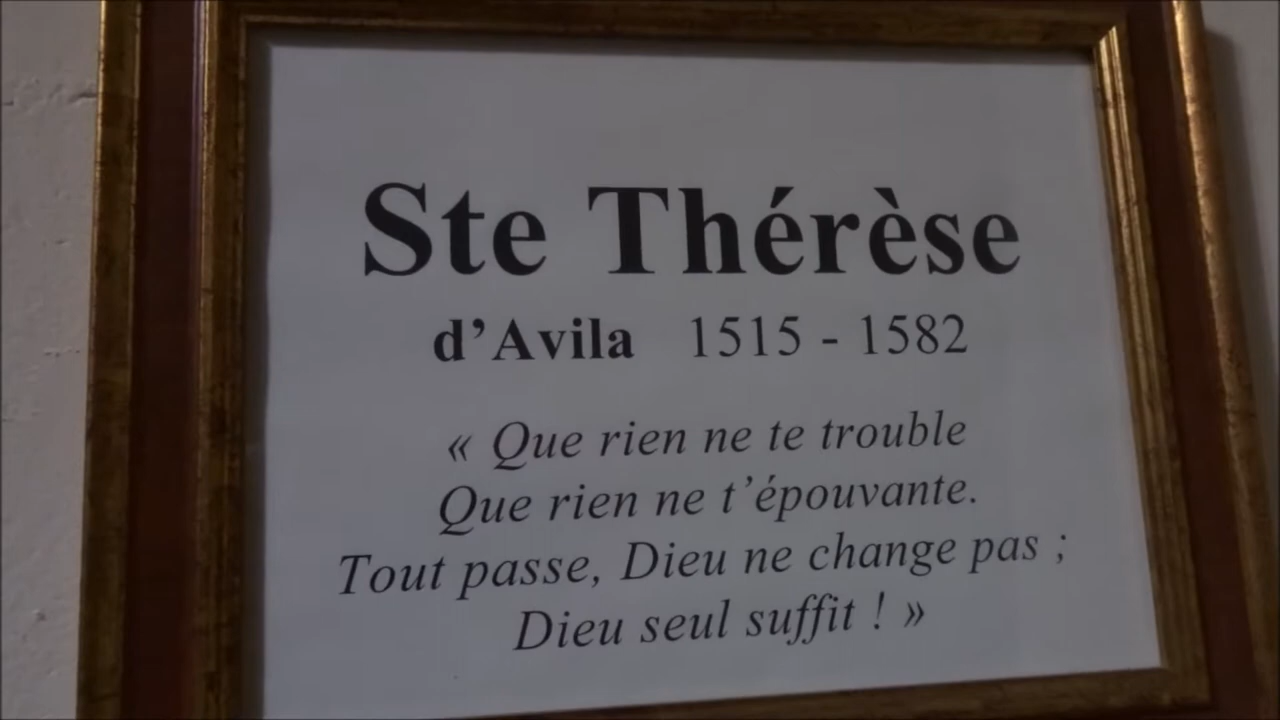 Ste Thérèse
d’Avila 1515 - 1582
« Que rien ne te trouble
Que rien ne t’épouvante.
Tout passe, Dieu ne change pas ;
Dieu seul suffit ! »